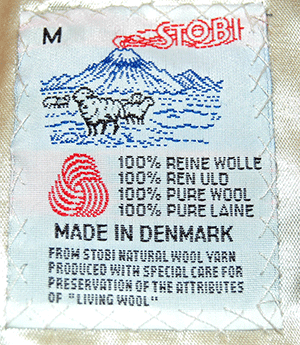 M
STOBI
100% REINE WOLLE
100% REN ULD
100% PURE WOOL
100% PURE LAINE
MADE IN DENMARK
FROM STOBI NATURAL WOOL YARN
PRODUCED WITH SPECIAL CARE FOR
PRESERVATION OF THE ATTRIBUTES
OF "LIVING WOOL"